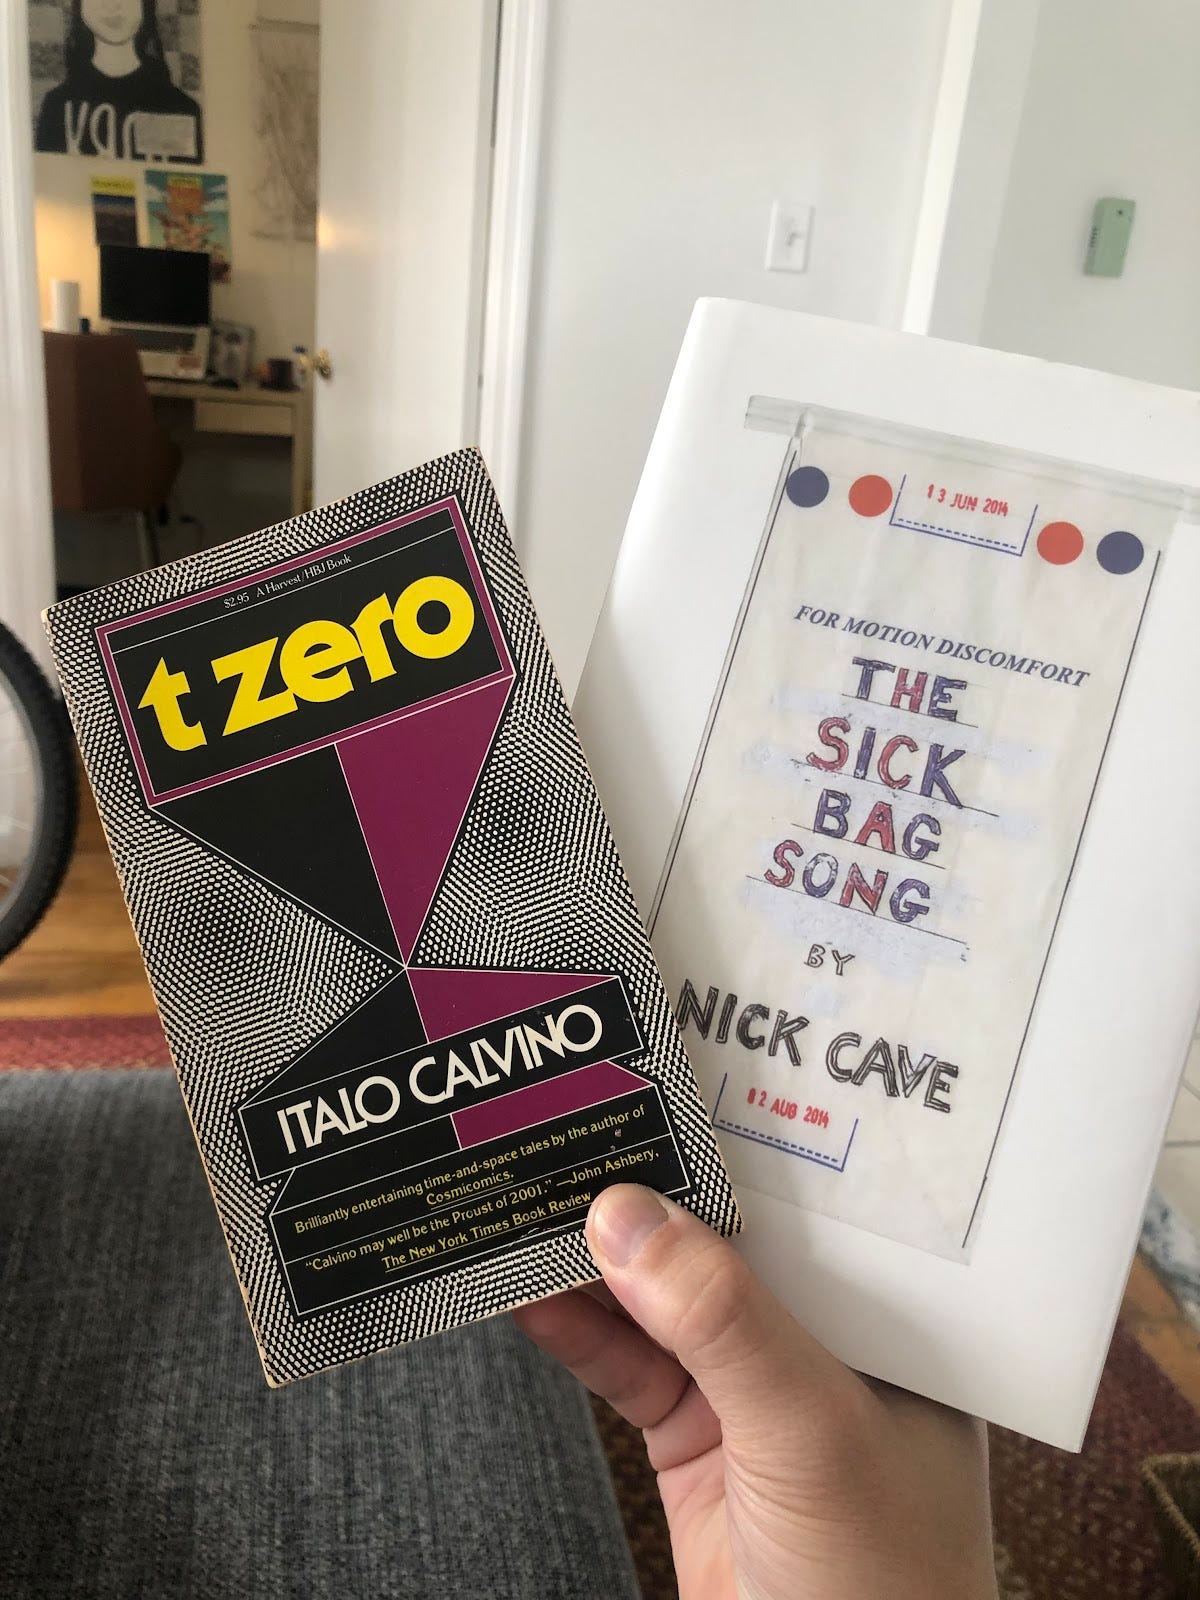 $2.95 A Harvest/HBJ Book
t zero
ITALO CALVINO
Brilliantly entertaining time-and-space tales by the author of
Cosmicomics.
"Calvino may well be the Proust of 2001." —John Ashbery,
The New York Times Book Review
13 JUN 2014
FOR MOTION DISCOMFORT
THE
SICK
BAG
SONG
BY
NICK CAVE
02 AUG 2014